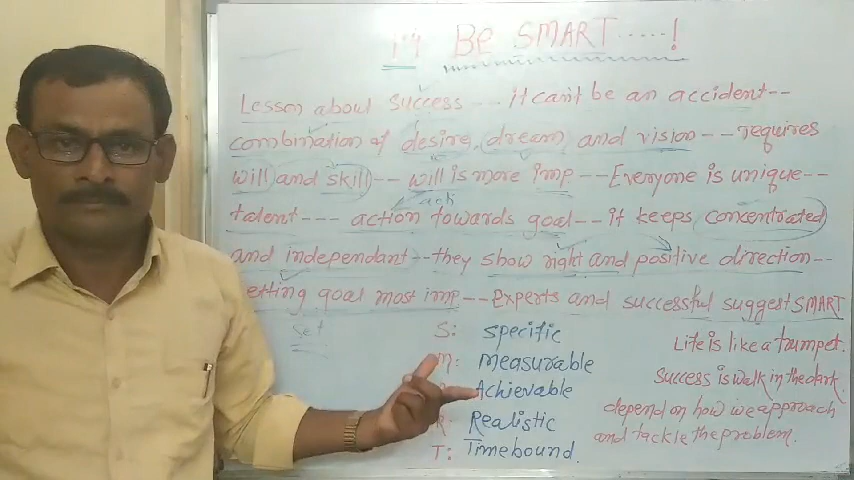 Be SMART.....!
Lesson about success --- it can't be an accident--
combination of desire, dream, and vision -- requires
will and skill -- will is more imp -- Everyone is unique--
talent --- action towards goal -- it keeps concentrated
and independant -- they show right and positive direction --
etting goal most imp -- experts and successful suggest SMART
Set
S: Specific
M: Measurable
Achievable
R: Realistic
T: Timebound.
Life is like a trumpet.
Success is walk in the dark,
depend on how we approach
and tackle the problem.